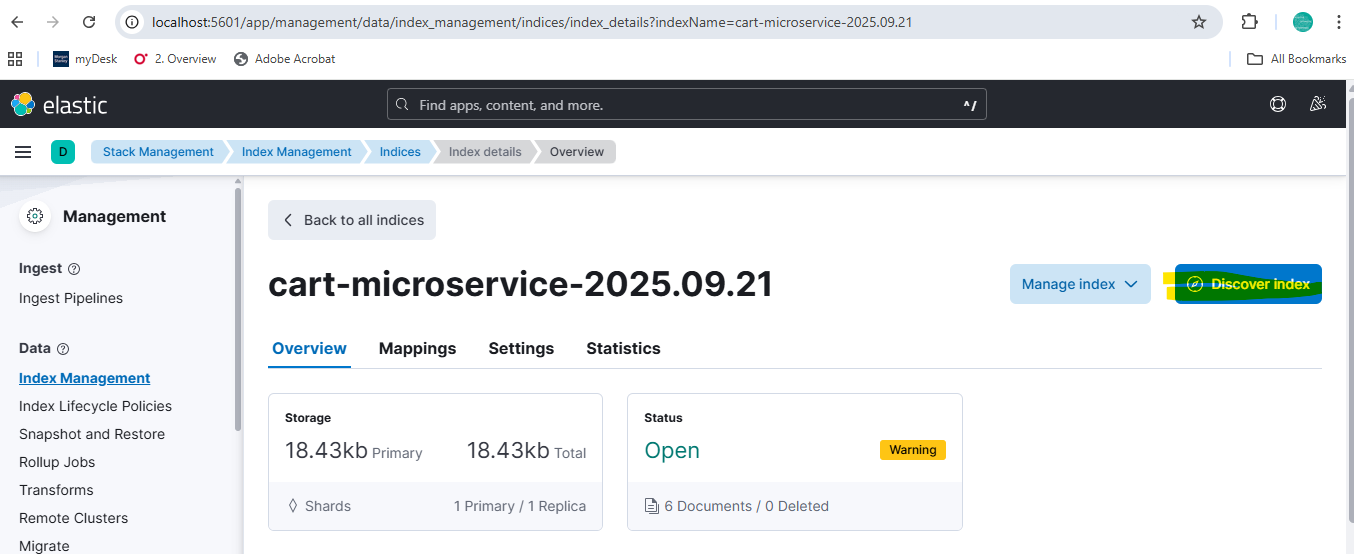 localhost:5601/app/management/data/index_management/indices/index_details?indexName=cart-microservice-2025.09.21
myDesk
2. Overview
Adobe Acrobat
All Bookmarks
elastic
Find apps, content, and more.
^/
D
Stack Management
Index Management
Indices
Index details
Overview
Management
Ingest
Ingest Pipelines
Data
Index Management
Index Lifecycle Policies
Snapshot and Restore
Rollup Jobs
Transforms
Remote Clusters
Migrate
Back to all indices
cart-microservice-2025.09.21
Manage index
Discover index
Overview
Mappings
Settings
Statistics
Storage
18.43kb Primary
18.43kb Total
Shards
1 Primary / 1 Replica
Status
Open
Warning
6 Documents / 0 Deleted